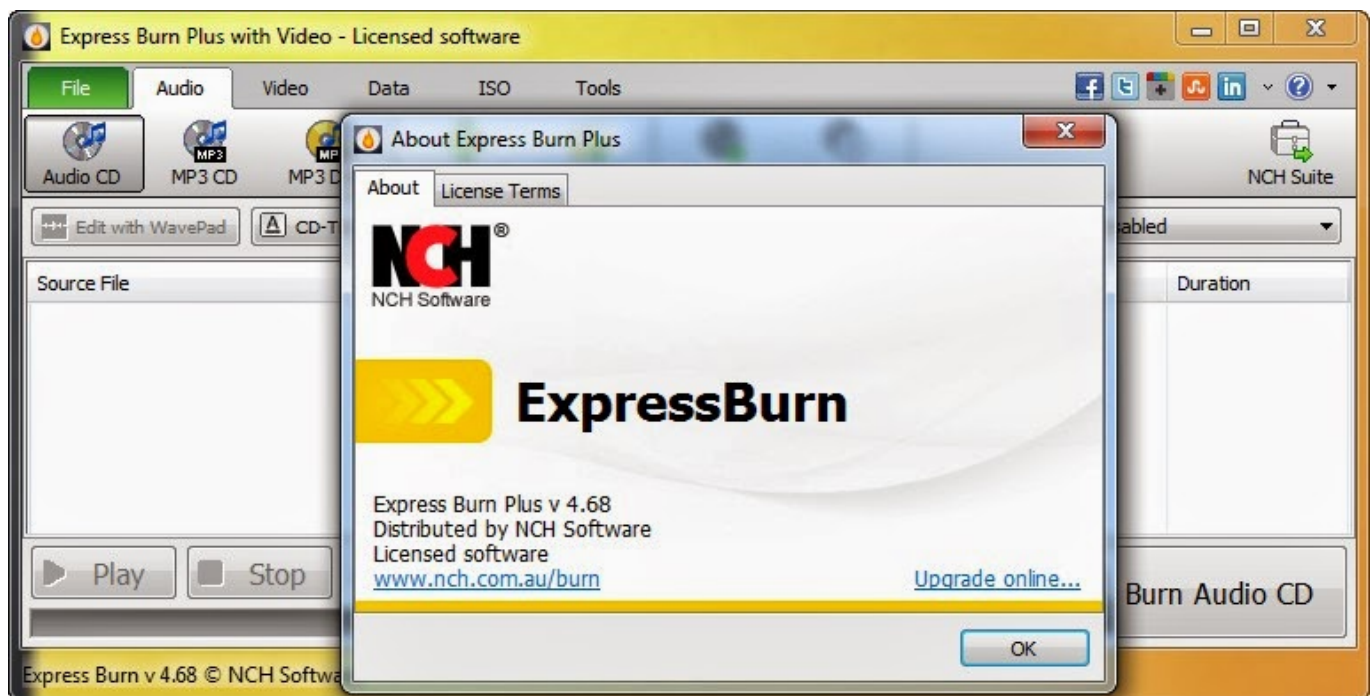 Express Burn Plus with Video - Licensed software
File Audio Video Data ISO Tools
Audio CD MP3 CD MP3 NCH Suite
About Express Burn Plus
About License Terms
Edit with WavePad A CD-T
Source File Duration
NCH®
NCH Software
ExpressBurn
Express Burn Plus v 4.68
Distributed by NCH Software
Licensed software
www.nch.com.au/burn Upgrade online...
Play Stop Burn Audio CD
OK
Express Burn v 4.68 © NCH Softwa